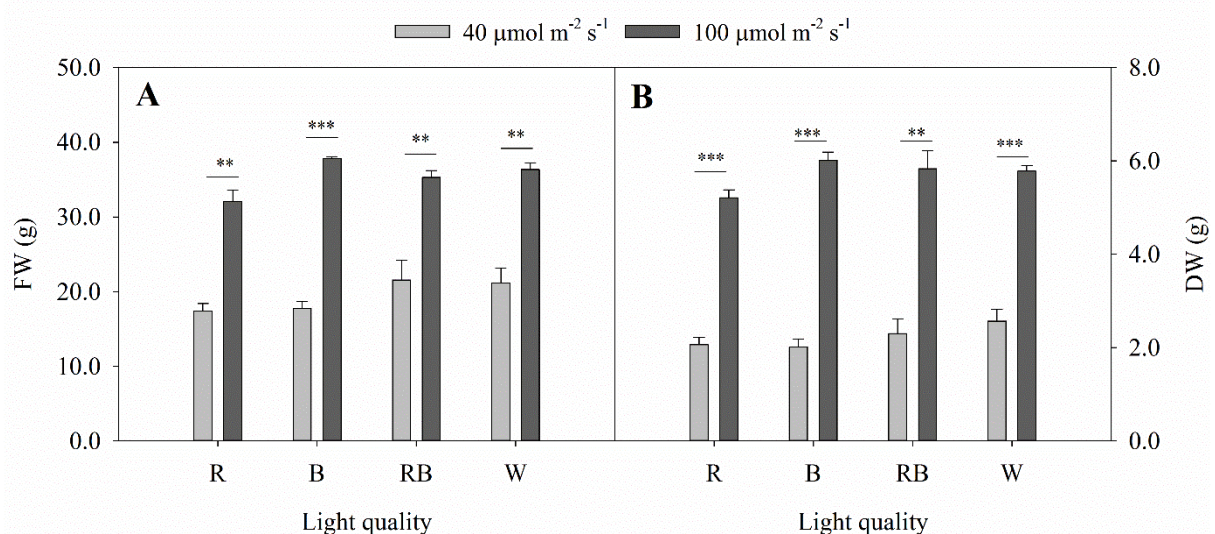 40 μmol m⁻² s⁻¹ 100 μmol m⁻² s⁻¹
50.0
40.0
30.0
20.0
10.0
0.0
FW (g)
A
** *** ** **
R B RB W
Light quality
B
*** *** ** ***
R B RB W
Light quality
8.0
6.0
4.0
2.0
0.0
DW (g)